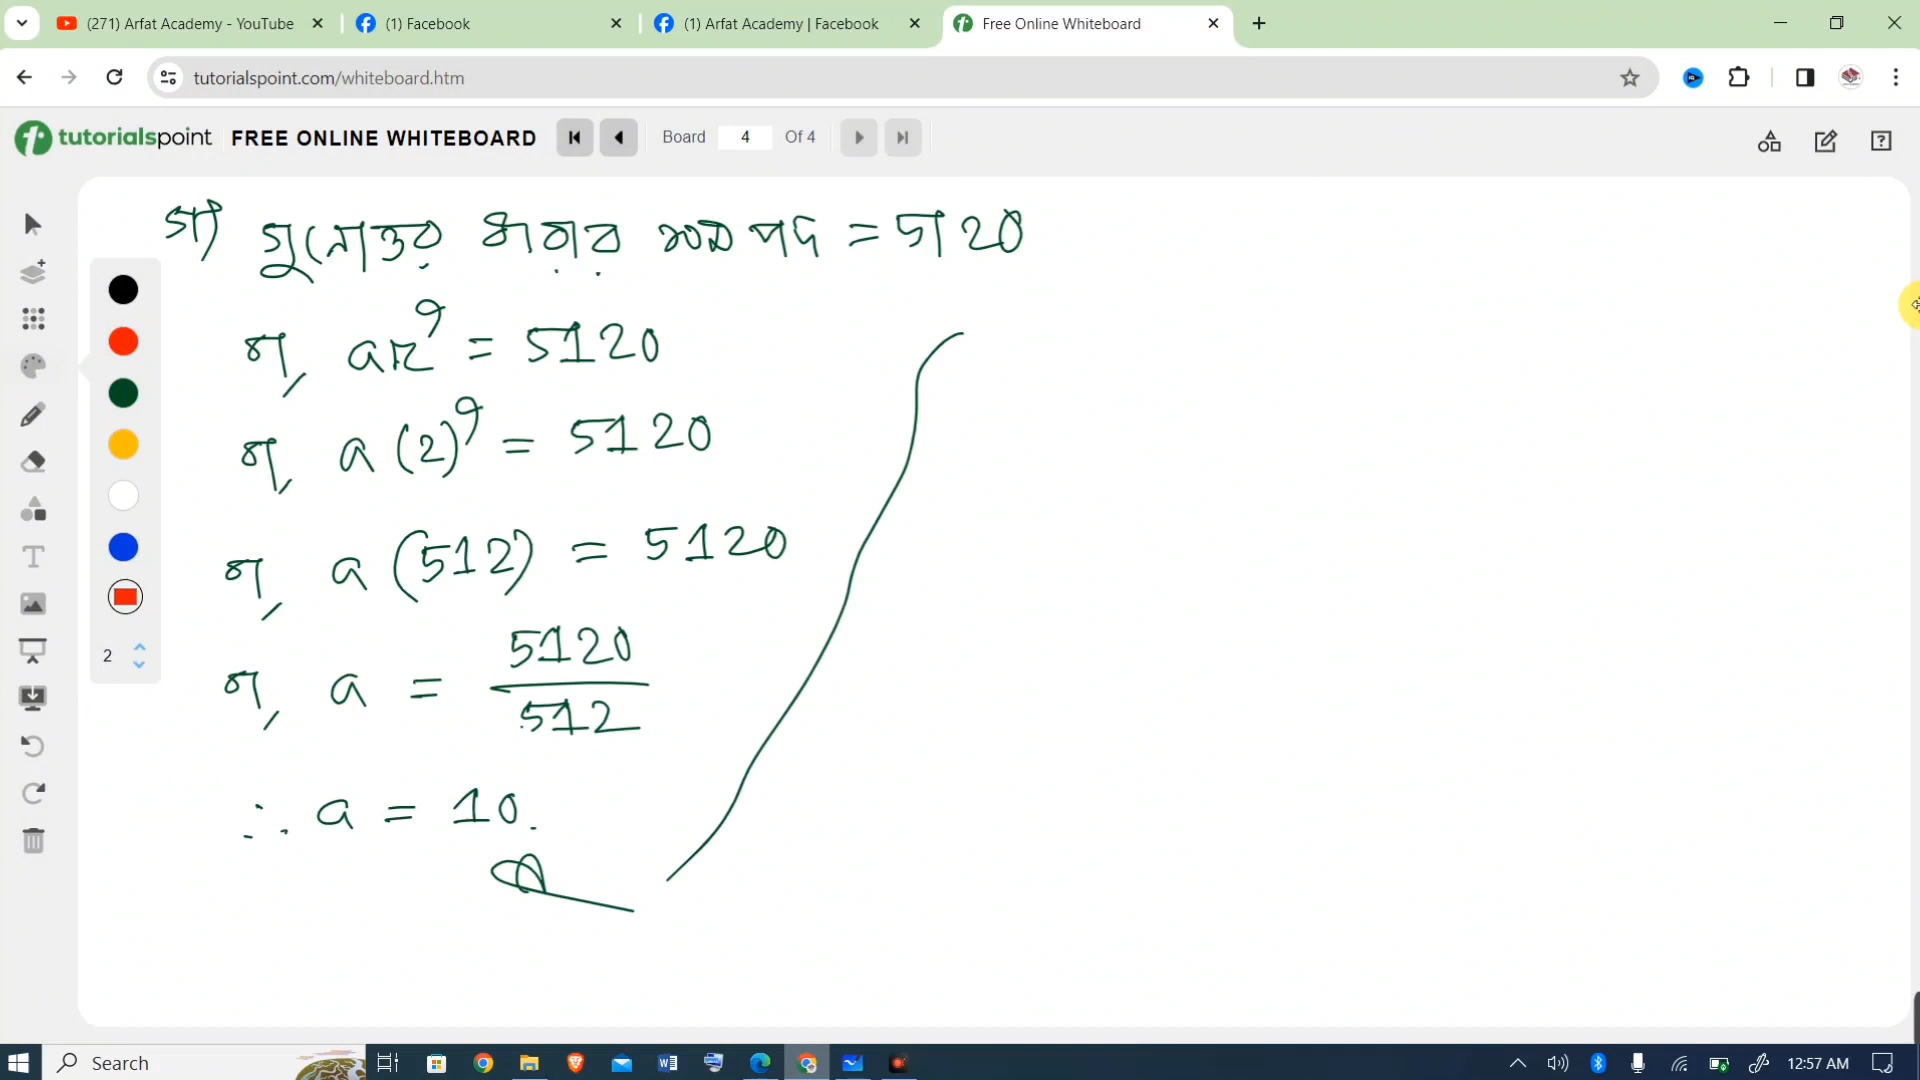 (271) Arfat Academy - YouTube
(1) Facebook
(1) Arfat Academy | Facebook
Free Online Whiteboard
tutorialspoint.com/whiteboard.htm
tutorialspoint FREE ONLINE WHITEBOARD Board 4 Of 4
গ) গুণোত্তর ধারার ১০ম পদ = 5120
বা, ar⁹ = 5120
বা, a (2)⁹ = 5120
বা, a (512) = 5120
বা, a = 5120/512
∴ a = 10.
2
Search
12:57 AM